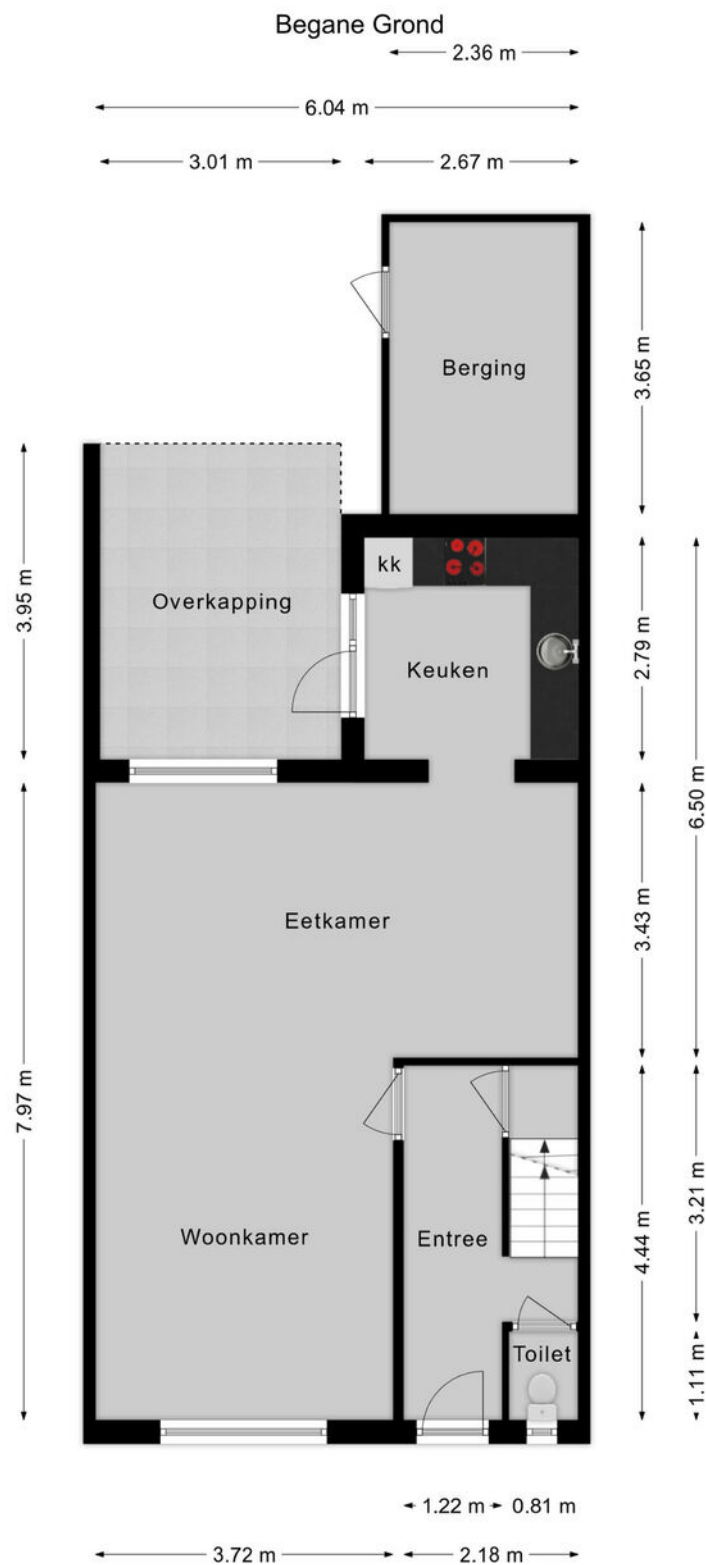 Begane Grond
2.36 m
6.04 m
3.01 m
2.67 m
Berging
3.65 m
kk
Overkapping
3.95 m
Keuken
2.79 m
6.50 m
Eetkamer
3.43 m
7.97 m
Woonkamer
Entree
4.44 m
3.21 m
Toilet
1.11 m
1.22 m
0.81 m
3.72 m
2.18 m